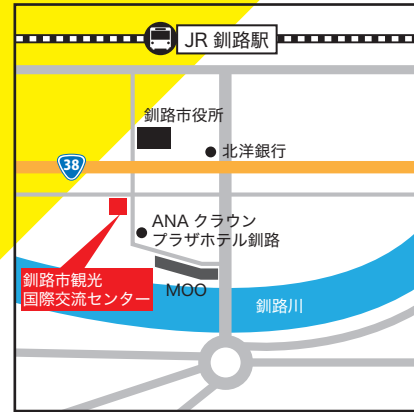 JR 釧路駅
釧路市役所
北洋銀行
38
ANA クラウン
プラザホテル釧路
釧路市観光
国際交流センター
MOO
釧路川